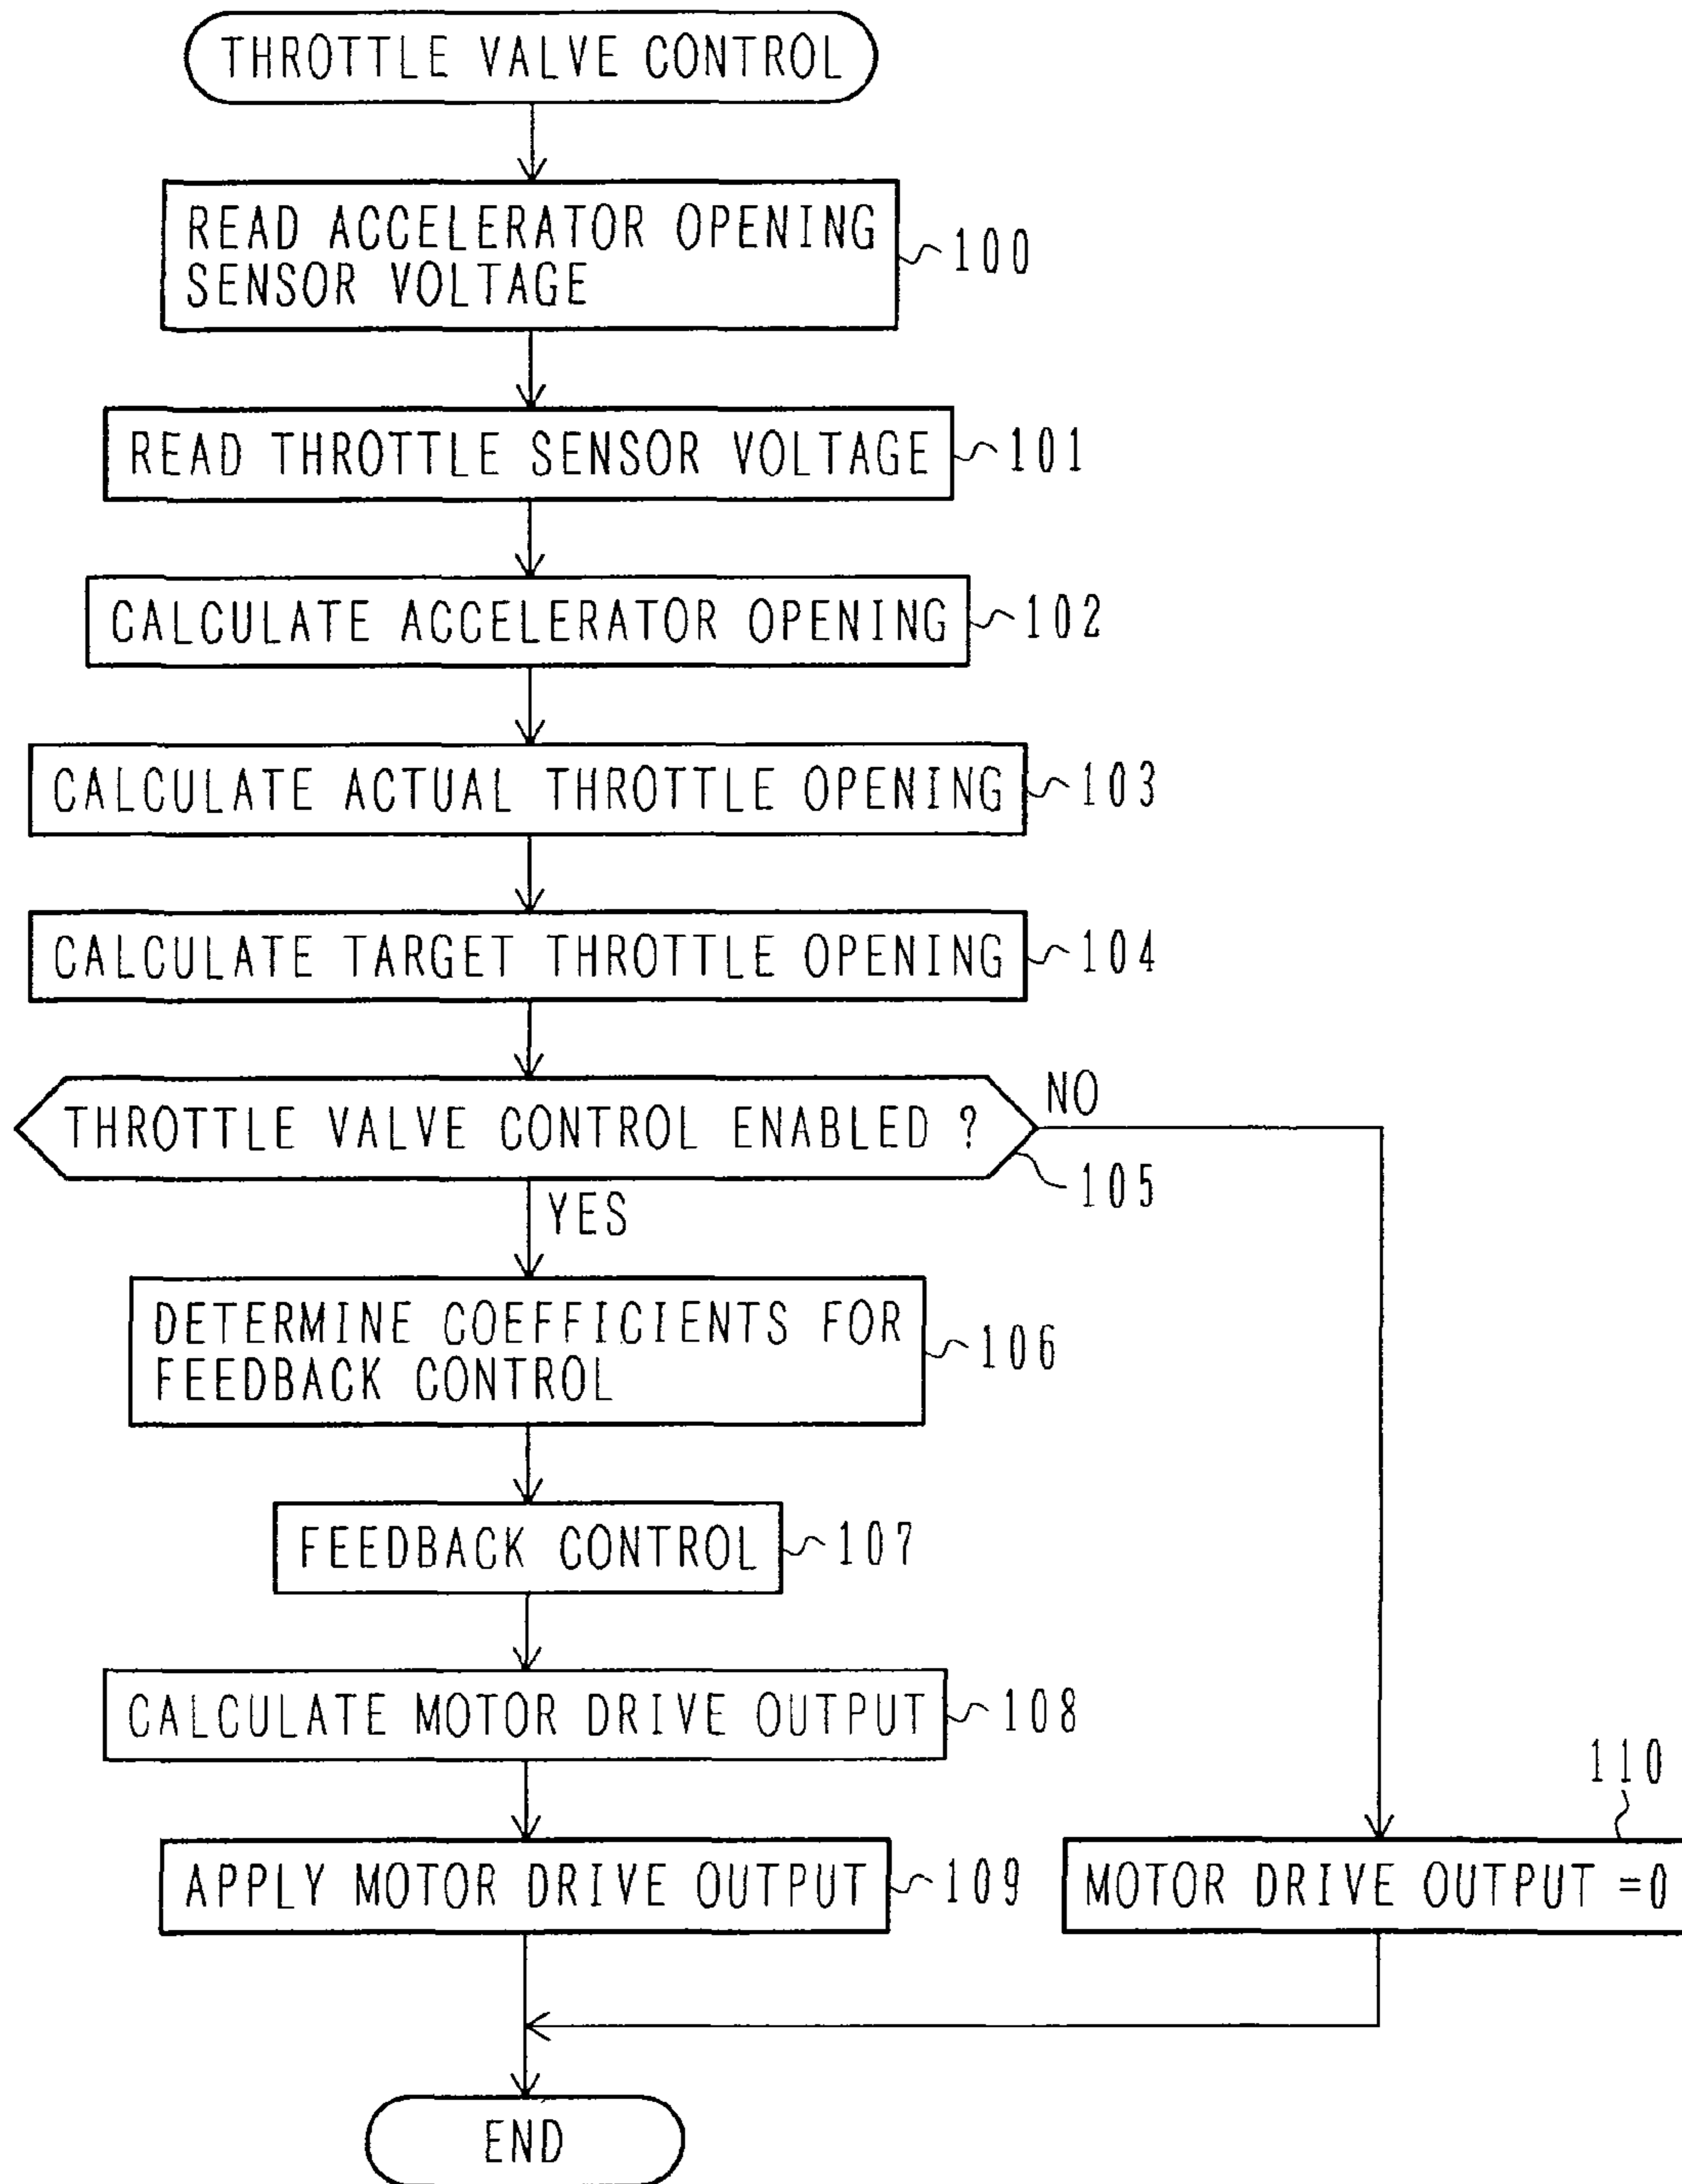 THROTTLE VALVE CONTROL
READ ACCELERATOR OPENING
SENSOR VOLTAGE
100
READ THROTTLE SENSOR VOLTAGE
101
CALCULATE ACCELERATOR OPENING
102
CALCULATE ACTUAL THROTTLE OPENING
103
CALCULATE TARGET THROTTLE OPENING
104
THROTTLE VALVE CONTROL ENABLED ?
NO
105
YES
DETERMINE COEFFICIENTS FOR
FEEDBACK CONTROL
106
FEEDBACK CONTROL
107
CALCULATE MOTOR DRIVE OUTPUT
108
APPLY MOTOR DRIVE OUTPUT
109
110
MOTOR DRIVE OUTPUT =0
END